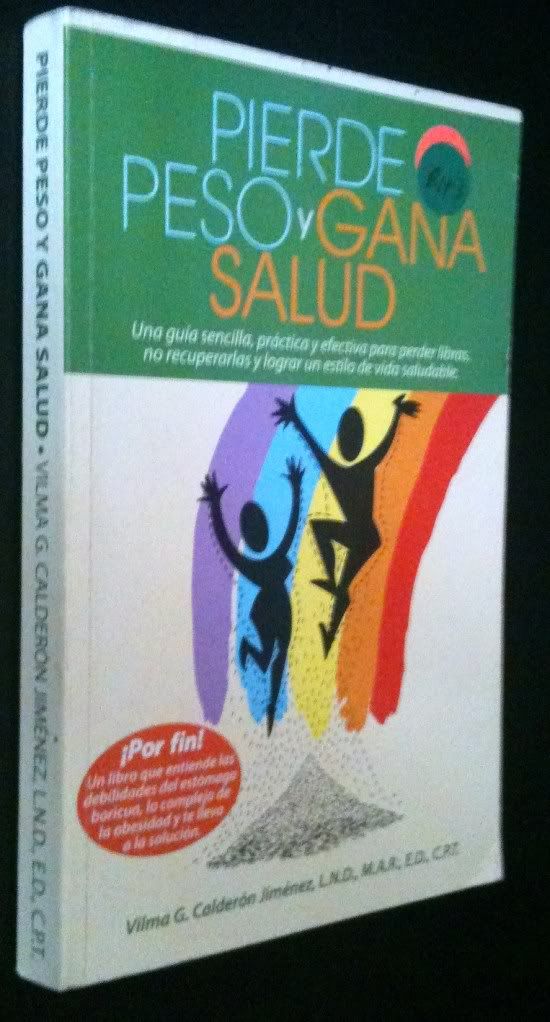 PIERDE PESO Y GANA SALUD • VILMA G. CALDERÓN JIMÉNEZ, L.N.D., E.D., C.P.T.
PIERDE
PESO y GANA
SALUD
Una guía sencilla, práctica y efectiva para perder libras,
no recuperarlas y lograr un estilo de vida saludable.
¡Por fin!
Un libro que entiende las
debilidades del estómago
boricua, lo complejo de
la obesidad y te lleva
a la solución.
Vilma G. Calderón Jiménez, L.N.D., M.A.R., E.D., C.P.T.